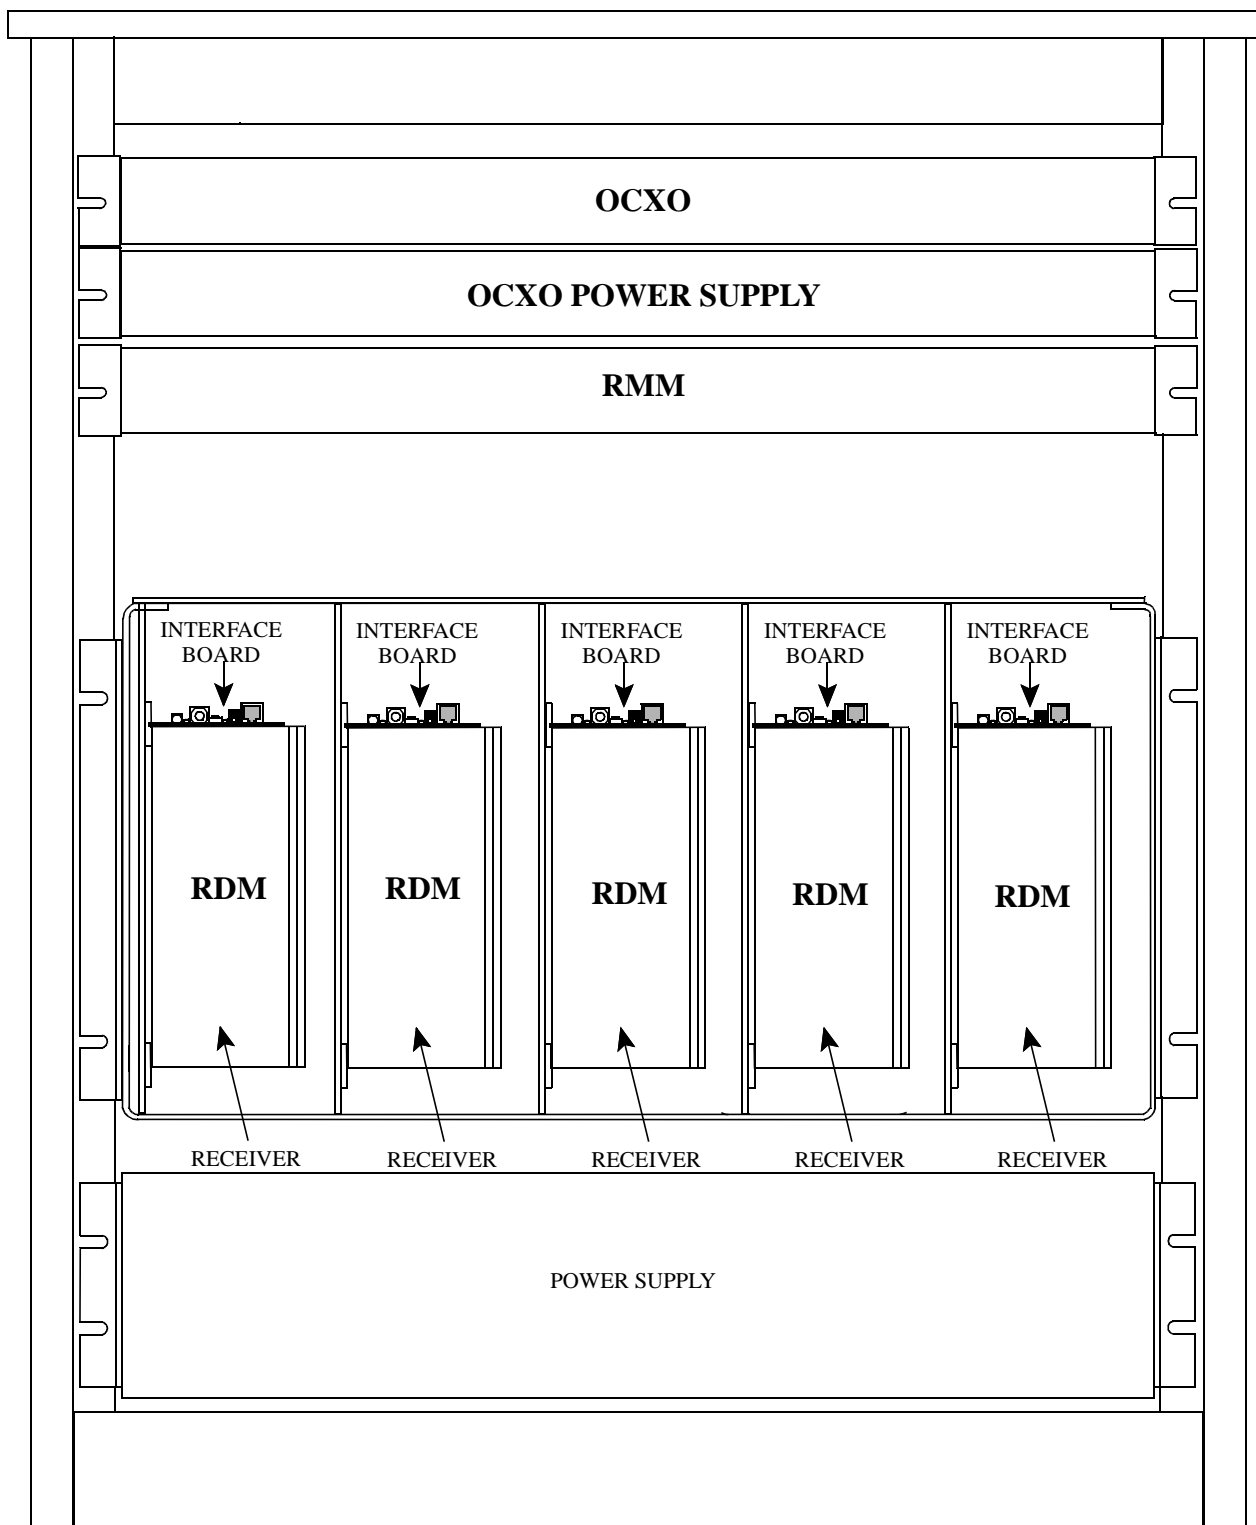 OCXO
OCXO POWER SUPPLY
RMM
INTERFACE
BOARD
INTERFACE
BOARD
INTERFACE
BOARD
INTERFACE
BOARD
INTERFACE
BOARD
RDM
RDM
RDM
RDM
RDM
RECEIVER
RECEIVER
RECEIVER
RECEIVER
RECEIVER
POWER SUPPLY